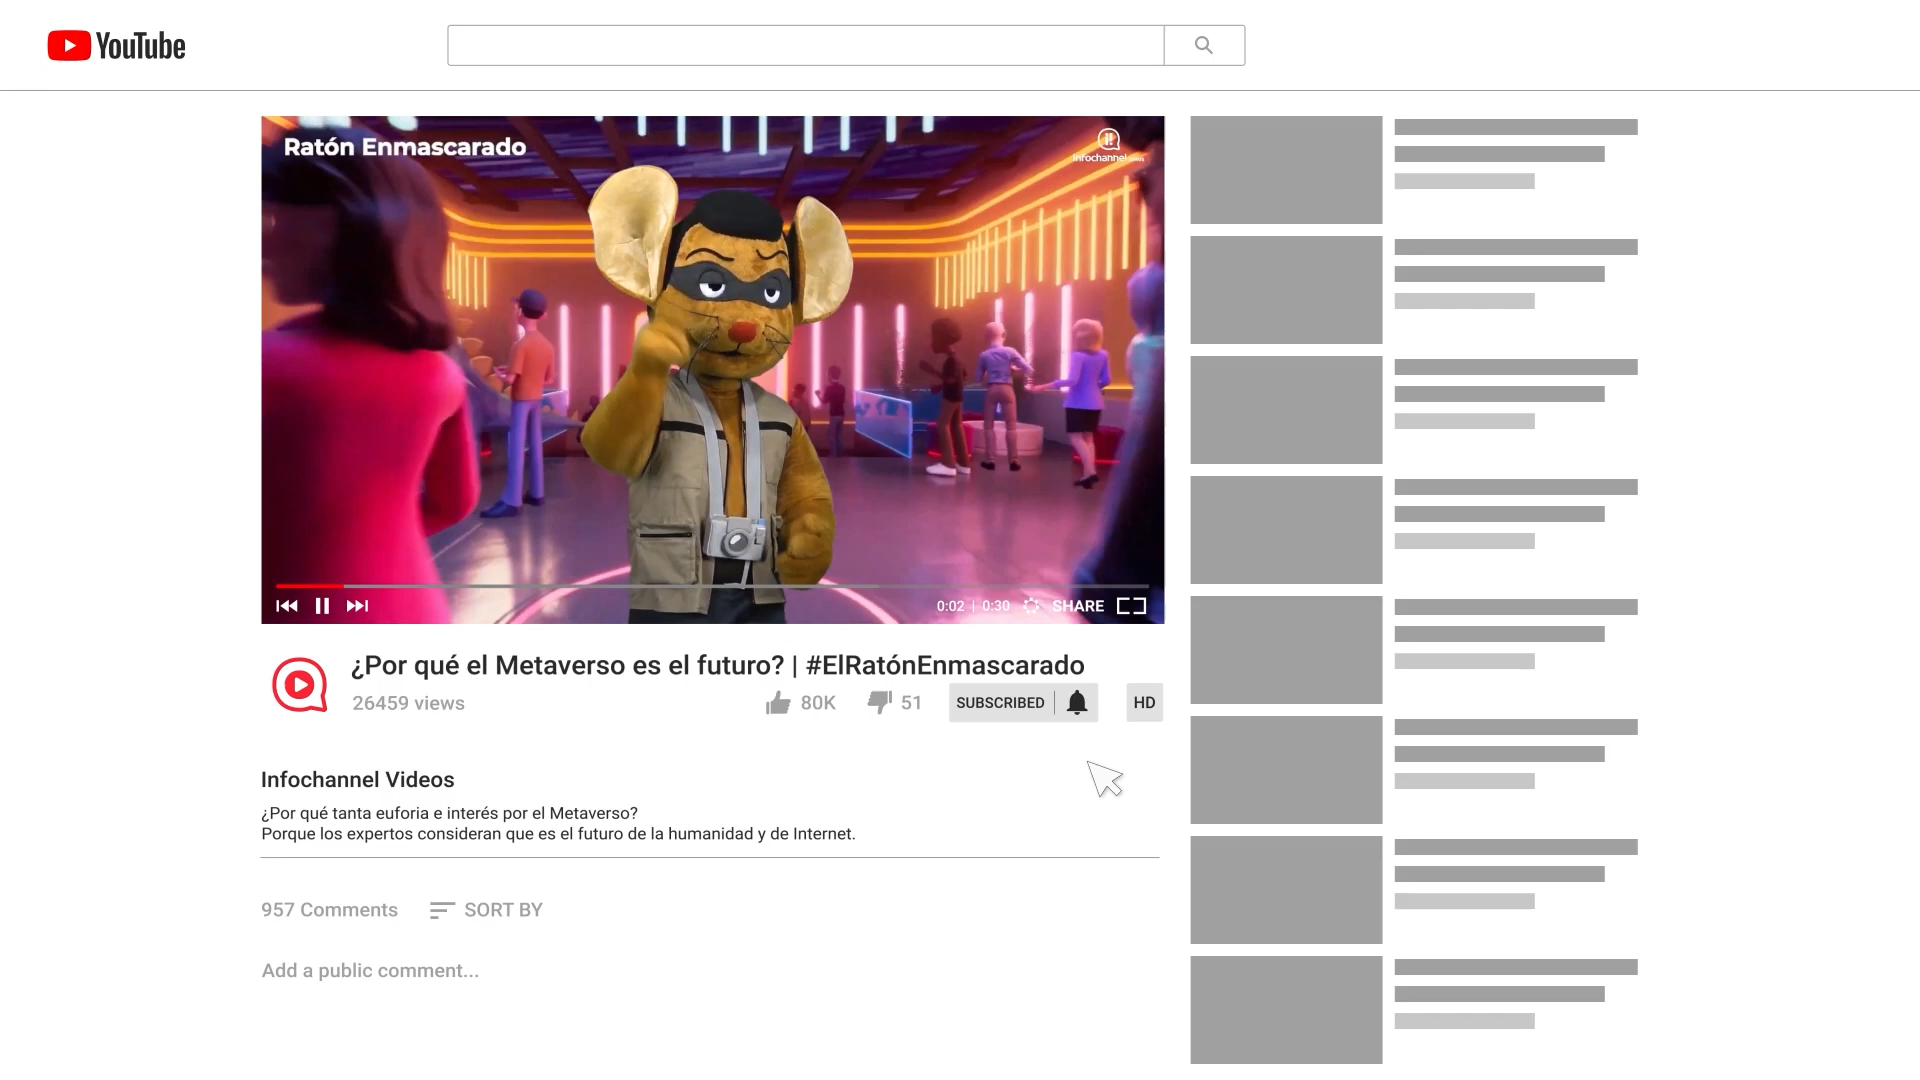 YouTube
Ratón Enmascarado
Infochannel
0:02 | 0:30 SHARE
¿Por qué el Metaverso es el futuro? | #ElRatónEnmascarado
26459 views 80K 51 SUBSCRIBED HD
Infochannel Videos
¿Por qué tanta euforia e interés por el Metaverso?
Porque los expertos consideran que es el futuro de la humanidad y de Internet.
957 Comments SORT BY
Add a public comment...